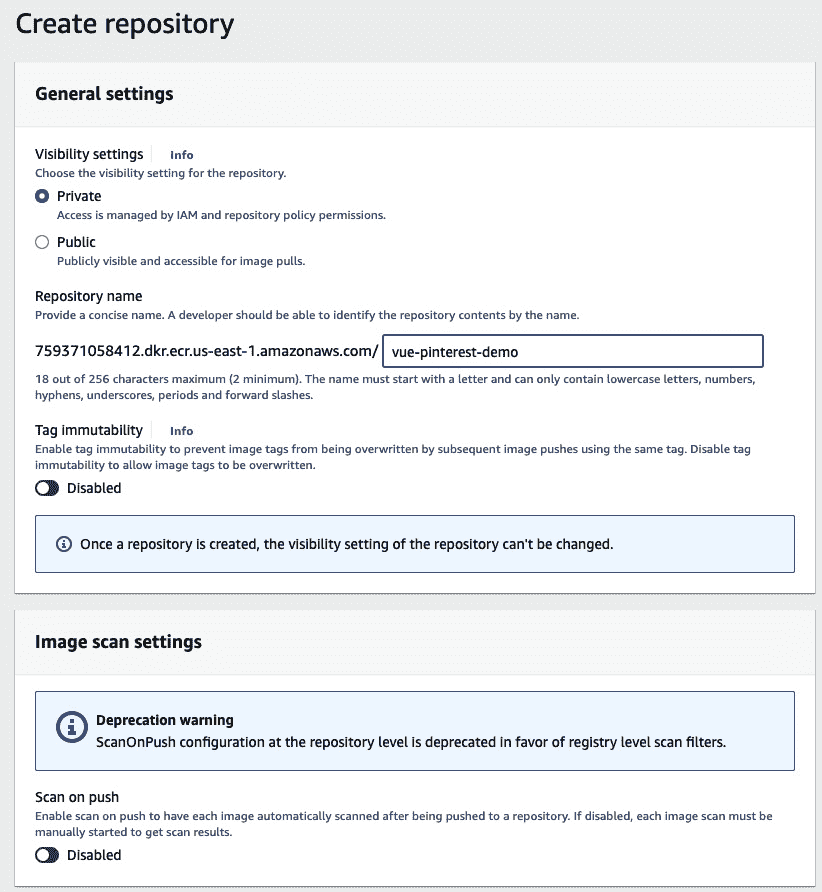 Create repository
General settings
Visibility settings
Info
Choose the visibility setting for the repository.
Private
Access is managed by IAM and repository policy permissions.
Public
Publicly visible and accessible for image pulls.
Repository name
Provide a concise name. A developer should be able to identify the repository contents by the name.
759371058412.dkr.ecr.us-east-1.amazonaws.com/ vue-pinterest-demo
18 out of 256 characters maximum (2 minimum). The name must start with a letter and can only contain lowercase letters, numbers,
hyphens, underscores, periods and forward slashes.
Tag immutability
Info
Enable tag immutability to prevent image tags from being overwritten by subsequent image pushes using the same tag. Disable tag
immutability to allow image tags to be overwritten.
Disabled
Once a repository is created, the visibility setting of the repository can't be changed.
Image scan settings
Deprecation warning
ScanOnPush configuration at the repository level is deprecated in favor of registry level scan filters.
Scan on push
Enable scan on push to have each image automatically scanned after being pushed to a repository. If disabled, each image scan must be
manually started to get scan results.
Disabled